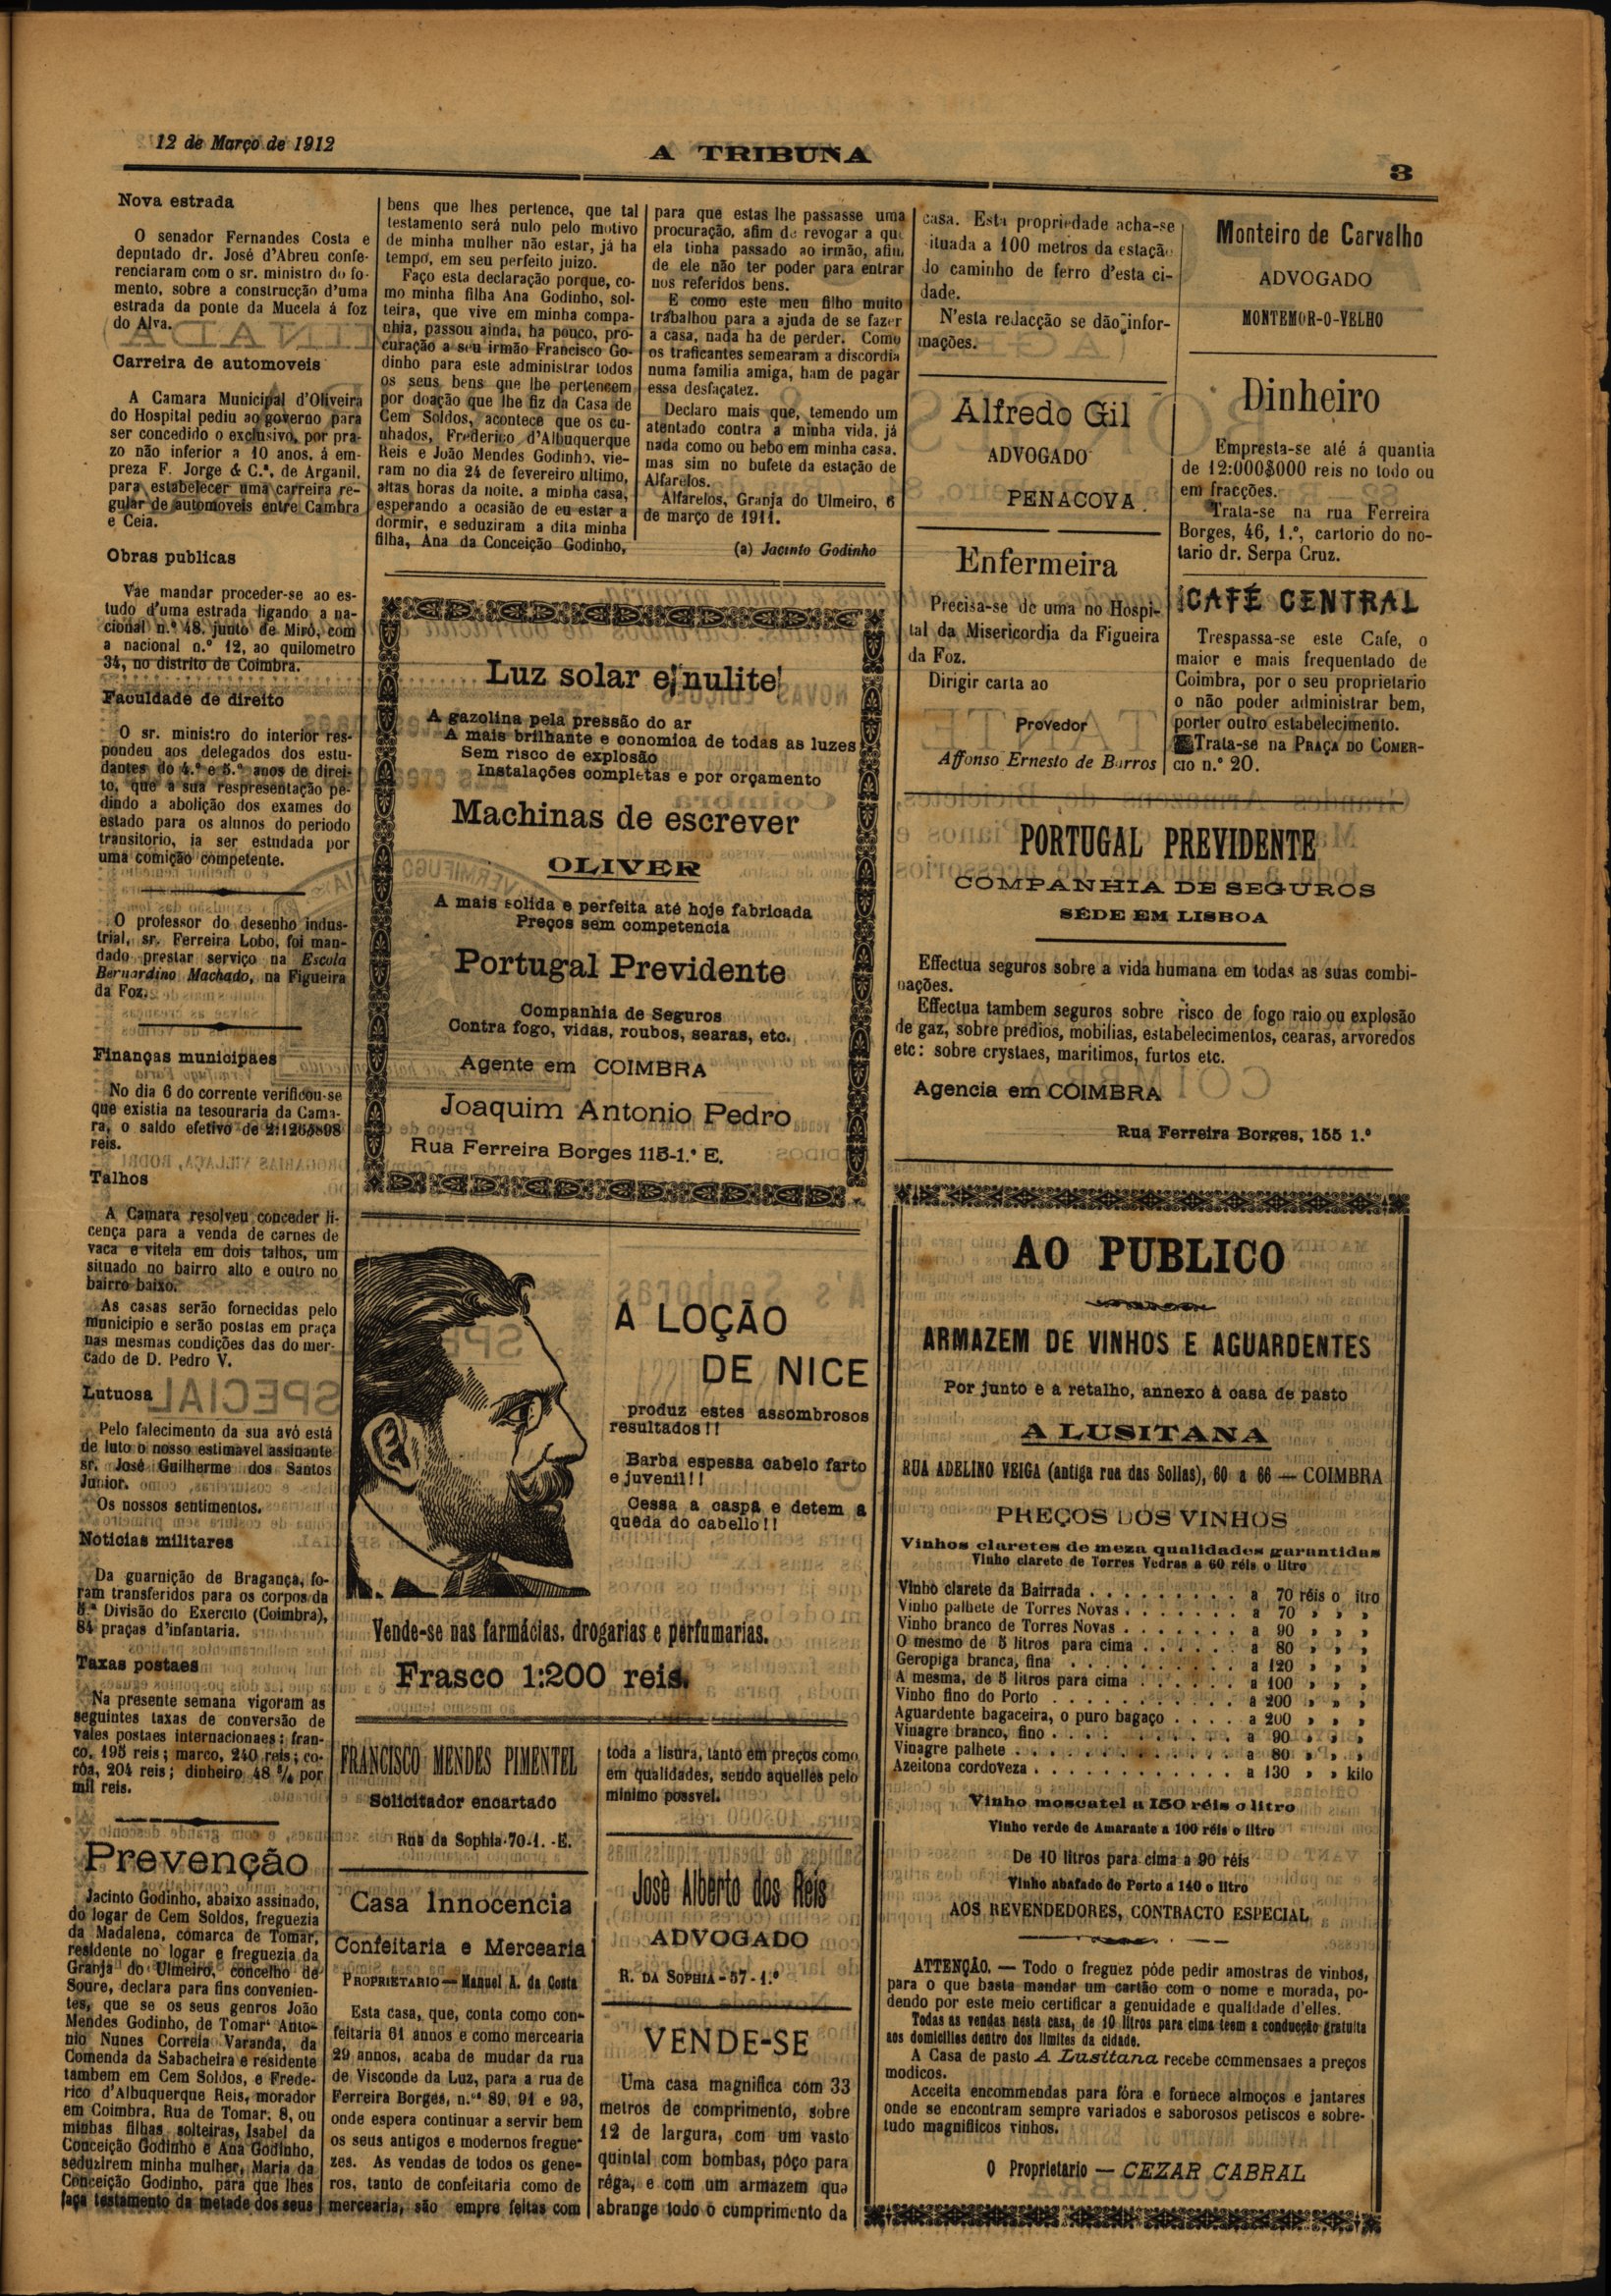 12 de Março de 1912
A TRIBUNA
3
Nova estrada
O senador Fernandes Costa e
deputado dr. José d'Abreu confe-
renciaram com o sr. ministro do fo-
mento, sobre a construcção d'uma
estrada da ponte da Mucela á foz
do Alva.
Carreira de automoveis
A Camara Municipal d'Oliveira
do Hospital pediu ao governo para
ser concedido o exclusivo, por pra-
zo não inferior a 10 anos, á em-
preza F. Jorge & C.ª, de Arganil,
para estabelecer uma carreira re-
gular de automoveis entre Cambra
e Ceia.
Obras publicas
Vae mandar proceder-se ao es-
tudo d'uma estrada ligando a na-
cional n.º 48, junto de Miró, com
a nacional n.º 12, ao quilometro
34, no distrito de Coimbra.
Faculdade de direito
O sr. ministro do interior res-
pondeu aos delegados dos estu-
dantes do 4.º e 5.º anos de direi-
to, que a sua respresentação pe-
dindo a abolição dos exames do
estado para os alunos do periodo
transitorio, ia ser estudada por
uma comição competente.
O professor do desenho indus-
trial, sr. Ferreira Lobo, foi man-
dado prestar serviço na Escola
Bernardino Machado, na Figueira
da Foz.
Finanças municipaes
No dia 6 do corrente verificou-se
que existia na tesouraria da Cama-
ra, o saldo efetivo de
reis.
Talhos
A Camara resolveu conceder li-
cença para a venda de carnes de
vaca e vitela em dois talhos, um
situado no bairro alto e outro no
bairro baixo.
As casas serão fornecidas pelo
municipio e serão postas em praça
nas mesmas condições das do mer-
cado de D. Pedro V.
Lutuosa
Pelo falecimento da sua avó está
de luto o nosso estimavel assinante
sr. José Guilherme dos Santos
Junior.
Os nossos sentimentos.
Noticias militares
Da guarnição de Bragança, fo-
ram transferidos para os corpos da
5.ª Divisão do Exercito (Coimbra),
84 praças d'infantaria.
Taxas postaes
Na presente semana vigoram as
seguintes taxas de conversão de
vales postaes internacionaes: fran-
co, 195 reis; marco, 240 reis; co-
rôa, 204 reis; dinheiro 48 por
mil reis.
Prevenção
Jacinto Godinho, abaixo assinado,
do logar de Cem Soldos, freguezia
da Madalena, comarca de Tomar,
residente no logar e freguezia da
Granja do Ulmeiro, concelho de
Soure, declara para fins convenien-
tes, que se os seus genros João
Mendes Godinho, de Tomar Anto-
nio Nunes Correia Varanda, da
Comenda da Sabacheira e residente
tambem em Cem Soldos, e Frede-
rico d'Albuquerque Reis, morador
em Coimbra, Rua de Tomar, 8, ou
minhas filhas solteiras, Isabel da
Conceição Godinho e Ana Godinho,
seduzirem minha mulher, Maria da
Conceição Godinho, para que lhes
faça testamento da metade dos seus
bens que lhes pertence, que tal
testamento será nulo pelo motivo
de minha mulher não estar, já ha
tempo, em seu perfeito juizo.
Faço esta declaração porque, co-
mo minha filha Ana Godinho, sol-
teira, que vive em minha compa-
nhia, passou ainda, ha pouco, pro-
curação a seu irmão Francisco Go-
dinho para este administrar todos
os seus bens que lhe pertencem
por doação que lhe fiz da Casa de
Cem Soldos, acontece que os cu-
nhados, Frederico d'Albuquerque
Reis e João Mendes Godinho, vie-
ram no dia 24 de fevereiro ultimo,
altas horas da noite, a minha casa,
esperando a ocasião de eu estar a
dormir, e seduziram a dita minha
filha, Ana da Conceição Godinho,
para que estas lhe passasse uma
procuração, afim de revogar a que
ela tinha passado ao irmão, afim
de ele não ter poder para entrar
nos referidos bens.
E como este meu filho muito
trabalhou para a ajuda de se fazer
a casa, nada ha de perder. Como
os traficantes semearam a discordia
numa familia amiga, ham de pagar
essa desfaçatez.
Declaro mais que, temendo um
atentado contra a minha vida, já
nada como ou bebo em minha casa,
mas sim no bufete da estação de
Alfarelos.
Alfarelos, Granja do Ulmeiro, 6
de março de 1911.
(a) Jacinto Godinho
Luz solar e nulite
A gazolina pela pressão do ar
A mais brilhante e conomica de todas as luzes
Sem risco de explosão
Instalações completas e por orçamento
Machinas de escrever
OLIVER
A mais solida e perfeita até hoje fabricada
Preços sem competencia
Portugal Previdente
Companhia de Seguros
Contra fogo, vidas, roubos, searas, etc.
Agente em COIMBRA
Joaquim Antonio Pedro
Rua Ferreira Borges 115-1.º E.
A LOÇÃO
DE NICE
produz estes assombrosos
resultados!!
Barba espessa cabelo farto
e juvenil!!
Cessa a caspa e detem a
queda do cabello!!
Vende-se nas farmácias, drogarias e perfumarias.
Frasco 1:200 reis.
FRANCISCO MENDES PIMENTEL
Solicitador encartado
Rua da Sophia-70-1. -E.
Casa Innocencia
Confeitaria e Mercearia
PROPRIETARIO — Manuel A. da Costa
Esta casa, que, conta como con-
feitaria 61 annos e como mercearia
29 annos, acaba de mudar da rua
de Visconde da Luz, para a rua de
Ferreira Borges, n.ºs 89, 91 e 93,
onde espera continuar a servir bem
os seus antigos e modernos fregue-
zes. As vendas de todos os gene-
ros, tanto de confeitaria como de
mercearia, são empre feitas com
toda a lisura, tanto em preços como
em qualidades, sendo aquelles pelo
minimo possvel.
Josè Alberto dos Reis
ADVOGADO
R. DA SOPHIA - 57 - 1.º
VENDE-SE
Uma casa magnifica com 33
metros de comprimento, sobre
12 de largura, com um vasto
quintal com bombas, póço para
réga, e com um armazem que
abrange todo o cumprimento da
casa. Esta propriedade acha-se
ituada a 100 metros da estação
do caminho de ferro d'esta ci-
dade.
N'esta redacção se dão infor-
mações.
Alfredo Gil
ADVOGADO
PENACOVA
Enfermeira
Precisa-se de uma no Hospi-
tal da Misericordia da Figueira
da Foz.
Dirigir carta ao
Provedor
Affonso Ernesto de Barros
Monteiro de Carvalho
ADVOGADO
MONTEMOR-O-VELHO
Dinheiro
Empresta-se até á quantia
de 12:000$000 reis no todo ou
em fracções.
Trata-se na rua Ferreira
Borges, 46, 1.º, cartorio do no-
tario dr. Serpa Cruz.
CAFÉ CENTRAL
Trespassa-se este Cafe, o
maior e mais frequentado de
Coimbra, por o seu proprietario
o não poder administrar bem,
porter outro estabelecimento.
Trata-se na PRAÇA DO COMER-
CIO n.º 20.
PORTUGAL PREVIDENTE
COMPANHIA DE SEGUROS
SÉDE EM LISBOA
Effectua seguros sobre a vida humana em todas as suas combi-
nações.
Effectua tambem seguros sobre risco de fogo raio ou explosão
de gaz, sobre predios, mobilias, estabelecimentos, cearas, arvoredos
etc: sobre crystaes, maritimos, furtos etc.
Agencia em COIMBRA
Rua Ferreira Borges, 155 1.º
AO PUBLICO
ARMAZEM DE VINHOS E AGUARDENTES
Por junto e a retalho, annexo à casa de pasto
A LUSITANA
RUA ADELINO VEIGA (antiga rua das Sollas), 60 a 66 — COIMBRA
PREÇOS DOS VINHOS
Vinhos claretes de meza qualidades garantidas
Vinho clarete de Torres Vedras a 60 réis o litro
Vinho clarete da Bairrada . . . . . . . . . a 70 réis o itro
Vinho palhete de Torres Novas . . . . . . . a 70 » » »
Vinho branco de Torres Novas . . . . . . . a 90 » » »
O mesmo de 5 litros para cima . . . . . a 80 » » »
Geropiga branca, fina . . . . . . . . . . a 120 » » »
A mesma, de 5 litros para cima . . . . . . a 100 » » »
Vinho fino do Porto . . . . . . . . . . . a 200 » » »
Aguardente bagaceira, o puro bagaço . . . . a 200 » » »
Vinagre branco, fino . . . . . . . . . . . a 90 » » »
Vinagre palhete . . . . . . . . . . . . . a 80 » » »
Azeitona cordoveza . . . . . . . . . . . . a 130 » » kilo
Vinho moscatel a 150 réis o litro
Vinho verde de Amarante a 100 réis o litro
De 10 litros para cima a 90 réis
Vinho abafado do Porto a 140 o litro
AOS REVENDEDORES, CONTRACTO ESPECIAL
ATTENÇÃO. — Todo o freguez póde pedir amostras de vinhos,
para o que basta mandar um cartão com o nome e morada, po-
dendo por este meio certificar a genuidade e qualidade d'elles.
Todas as vendas nesta casa, de 10 litros para cima teem a conducção gratuita
aos domicilios dentro dos limites da cidade.
A Casa de pasto A Lusitana recebe commensaes a preços
modicos.
Acceita encommendas para fóra e fornece almoços e jantares
onde se encontram sempre variados e saborosos petiscos e sobre-
tudo magnificos vinhos.
O Proprietario — CEZAR CABRAL